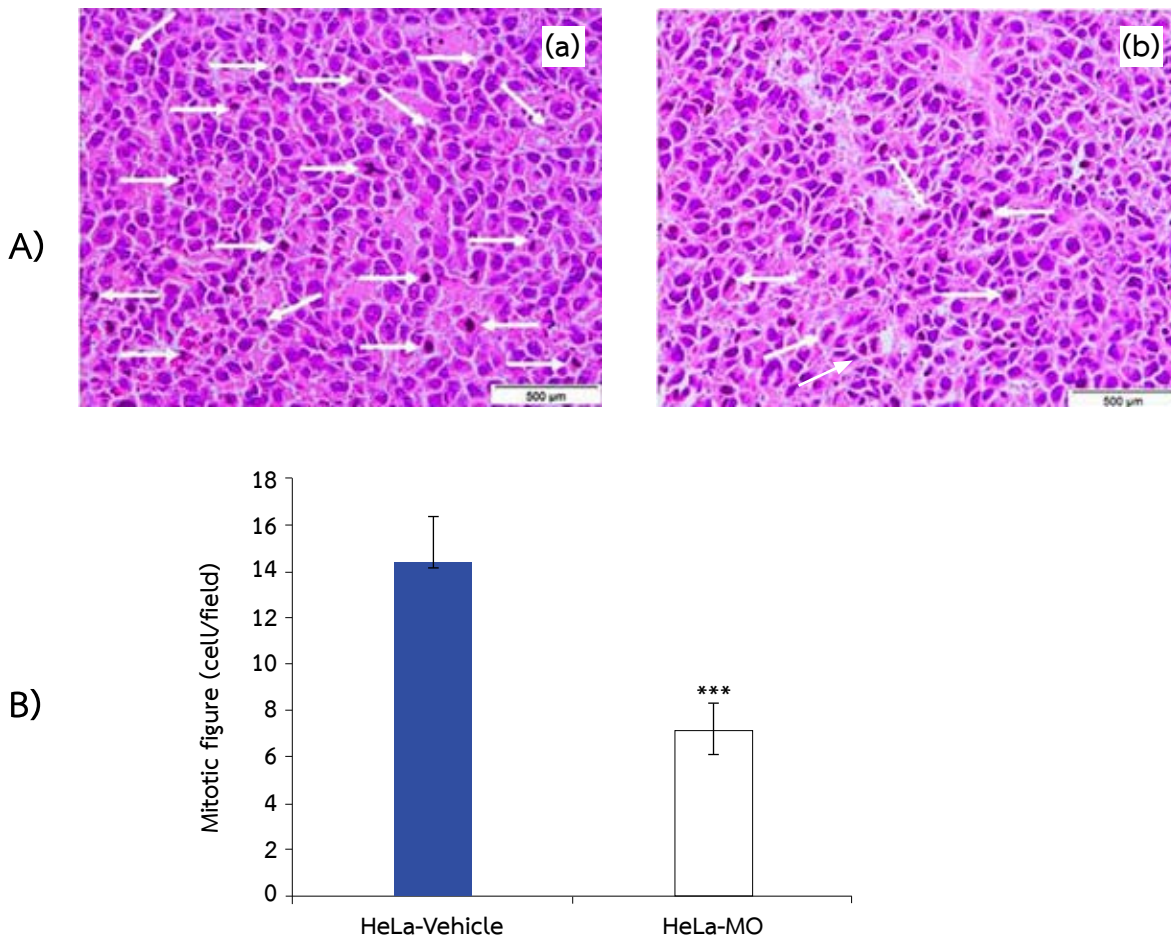 (a)
(b)
A)
500 µm
500 µm
B)
Mitotic figure (cell/field)
18
16
14
12
10
8
6
4
2
0
***
HeLa-Vehicle
HeLa-MO